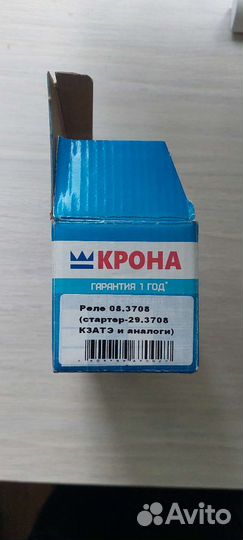 КРОНА
ГАРАНТИЯ 1 ГОД*
Реле 08.3708
(стартер-29.3708
КЗАТЭ и аналоги)
Avito